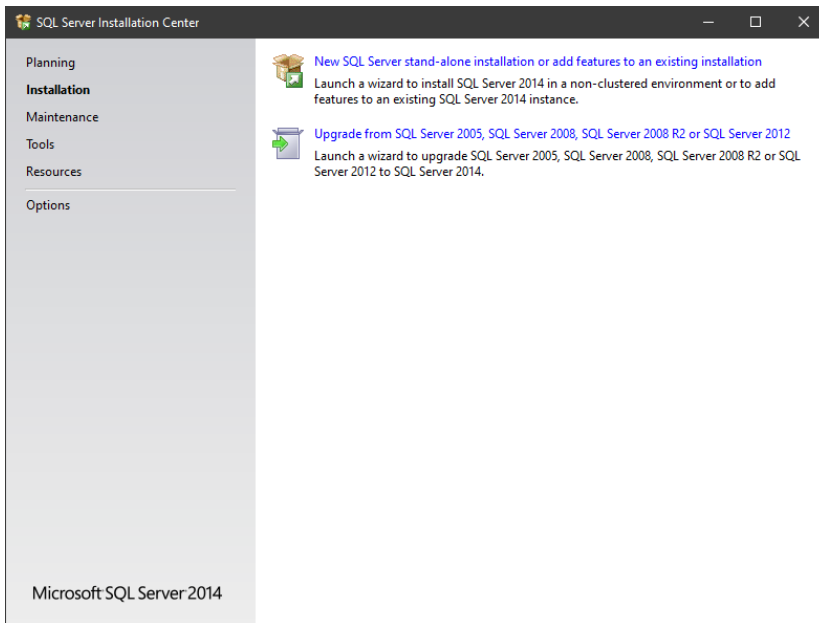 SQL Server Installation Center
Planning
Installation
Maintenance
Tools
Resources
Options
New SQL Server stand-alone installation or add features to an existing installation
Launch a wizard to install SQL Server 2014 in a non-clustered environment or to add
features to an existing SQL Server 2014 instance.
Upgrade from SQL Server 2005, SQL Server 2008, SQL Server 2008 R2 or SQL Server 2012
Launch a wizard to upgrade SQL Server 2005, SQL Server 2008, SQL Server 2008 R2 or SQL
Server 2012 to SQL Server 2014.
Microsoft SQL Server 2014